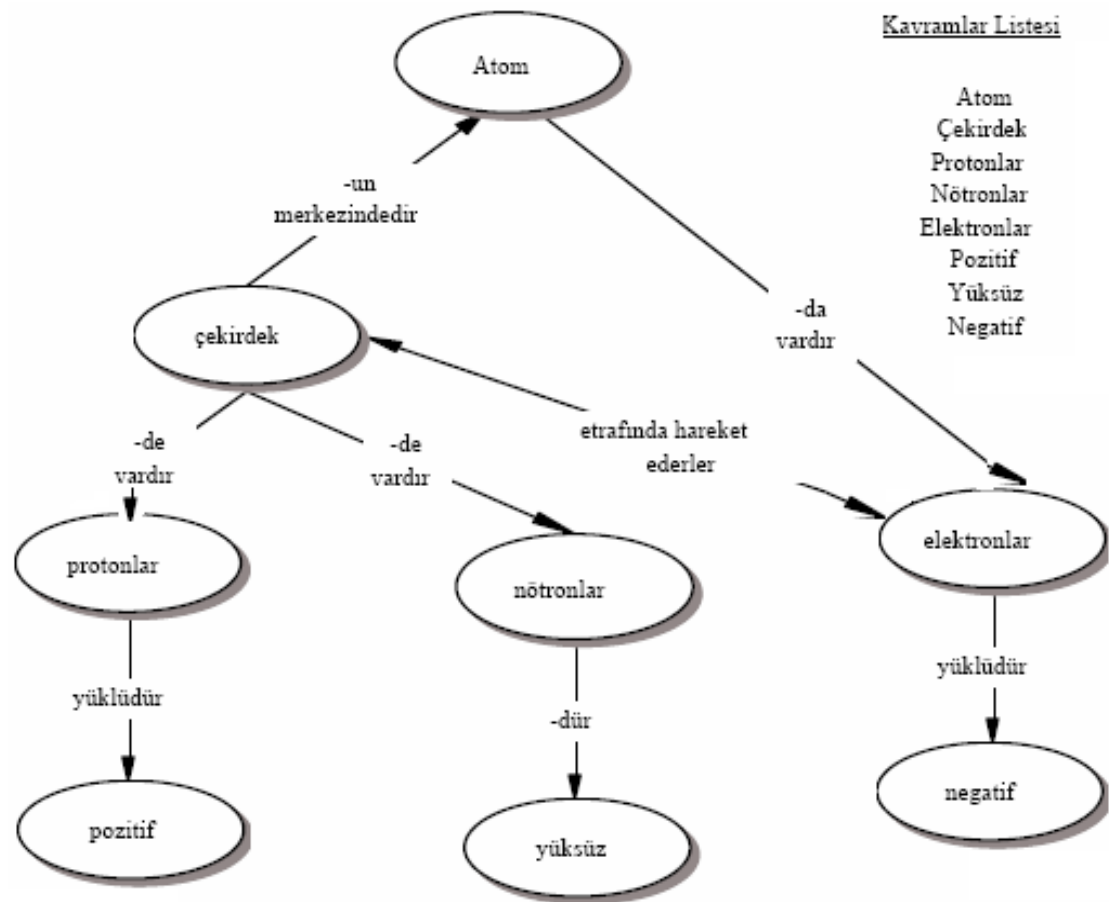 Kavramlar Listesi
Atom
Atom
Çekirdek
Protonlar
Nötronlar
Elektronlar
Pozitif
Yüksüz
Negatif
-un
merkezindedir
-da
vardır
çekirdek
etrafında hareket
ederler
-de
vardır
-de
vardır
protonlar
nötronlar
elektronlar
yüklüdür
-dür
yüklüdür
pozitif
yüksüz
negatif